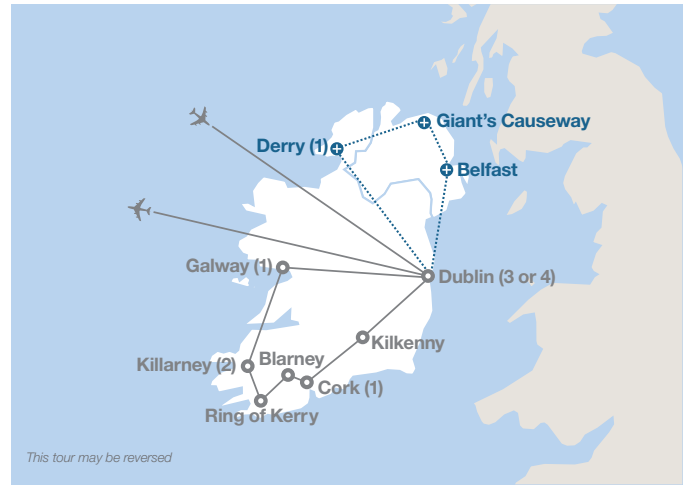 Giant's Causeway
Derry (1)
Belfast
Galway (1)
Dublin (3 or 4)
Kilkenny
Blarney
Killarney (2)
Cork (1)
Ring of Kerry
This tour may be reversed